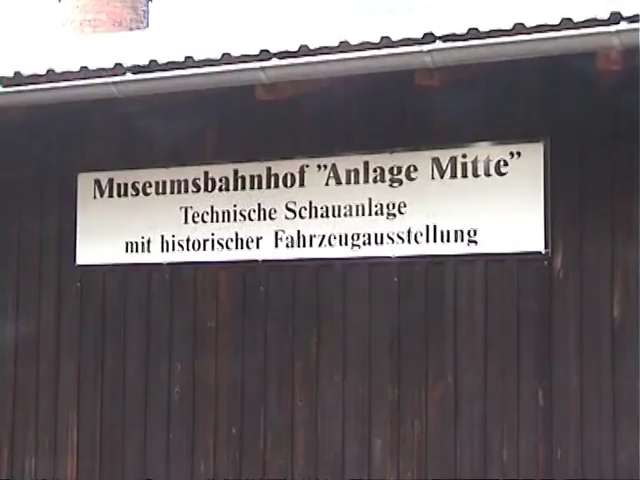 Museumsbahnhof "Anlage Mitte"
Technische Schauanlage
mit historischer Fahrzeugausstellung